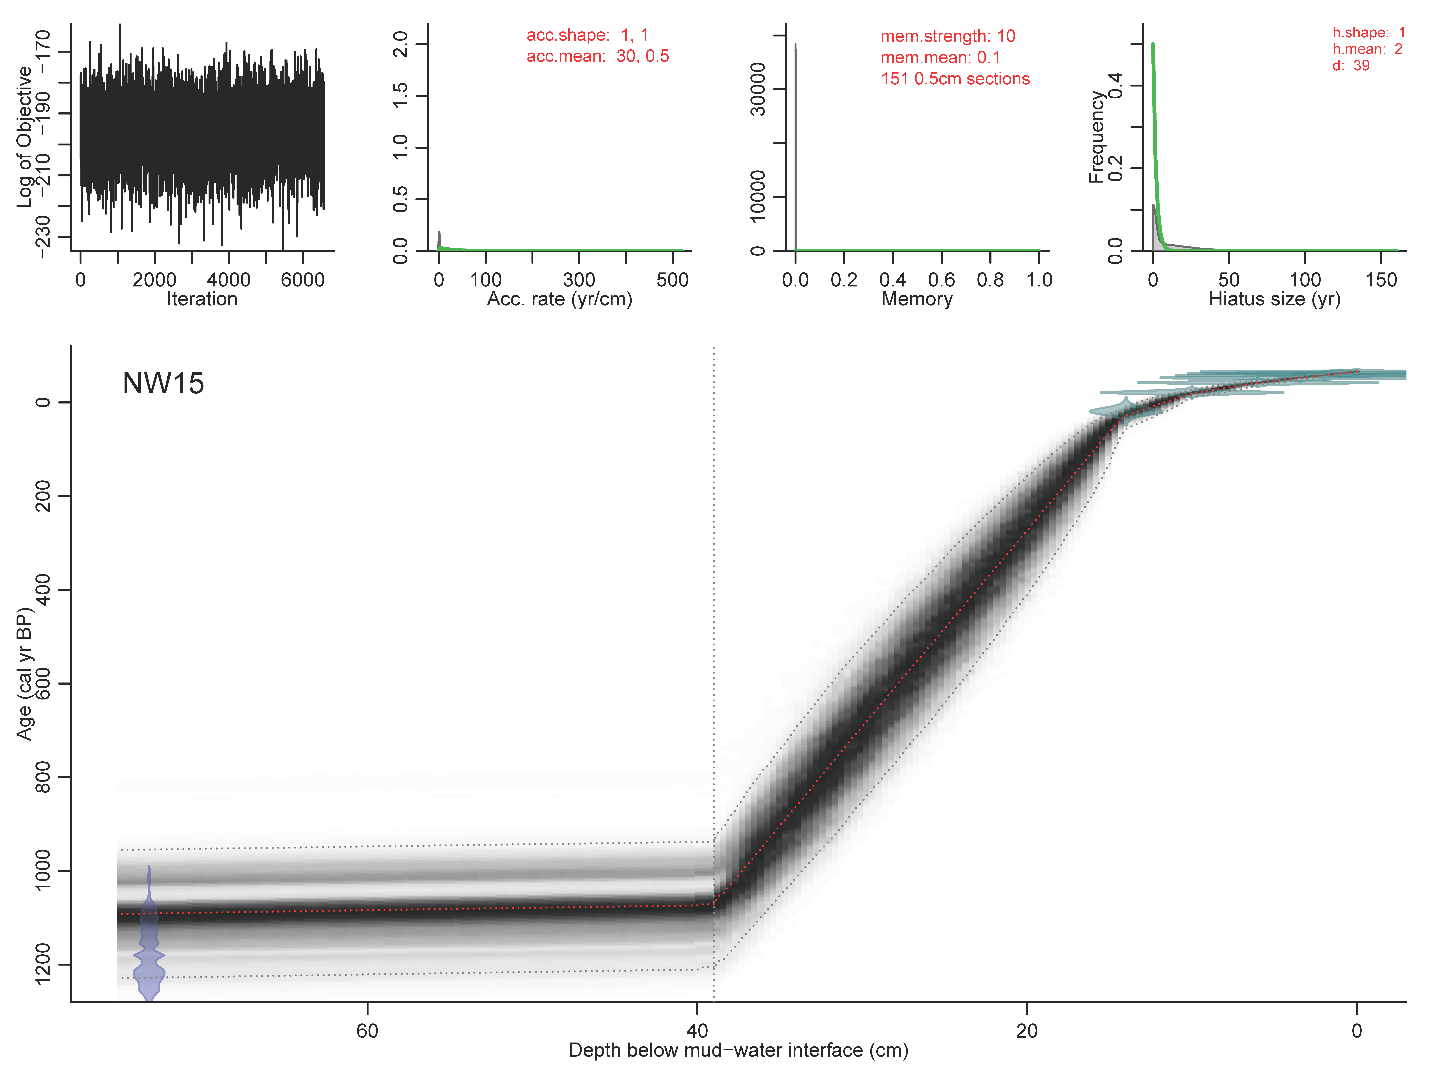 Log of Objective
−170
−190
−210
−230
0 2000 4000 6000
Iteration
acc.shape: 1, 1
acc.mean: 30, 0.5
2.0
1.5
1.0
0.5
0.0
0 100 300 500
Acc. rate (yr/cm)
mem.strength: 10
mem.mean: 0.1
151 0.5cm sections
30000
10000
0
0.0 0.2 0.4 0.6 0.8 1.0
Memory
h.shape: 1
h.mean: 2
d: 39
Frequency
0.4
0.2
0.0
0 50 100 150
Hiatus size (yr)
NW15
Age (cal yr BP)
0
200
400
600
800
1000
1200
60 40 20 0
Depth below mud−water interface (cm)